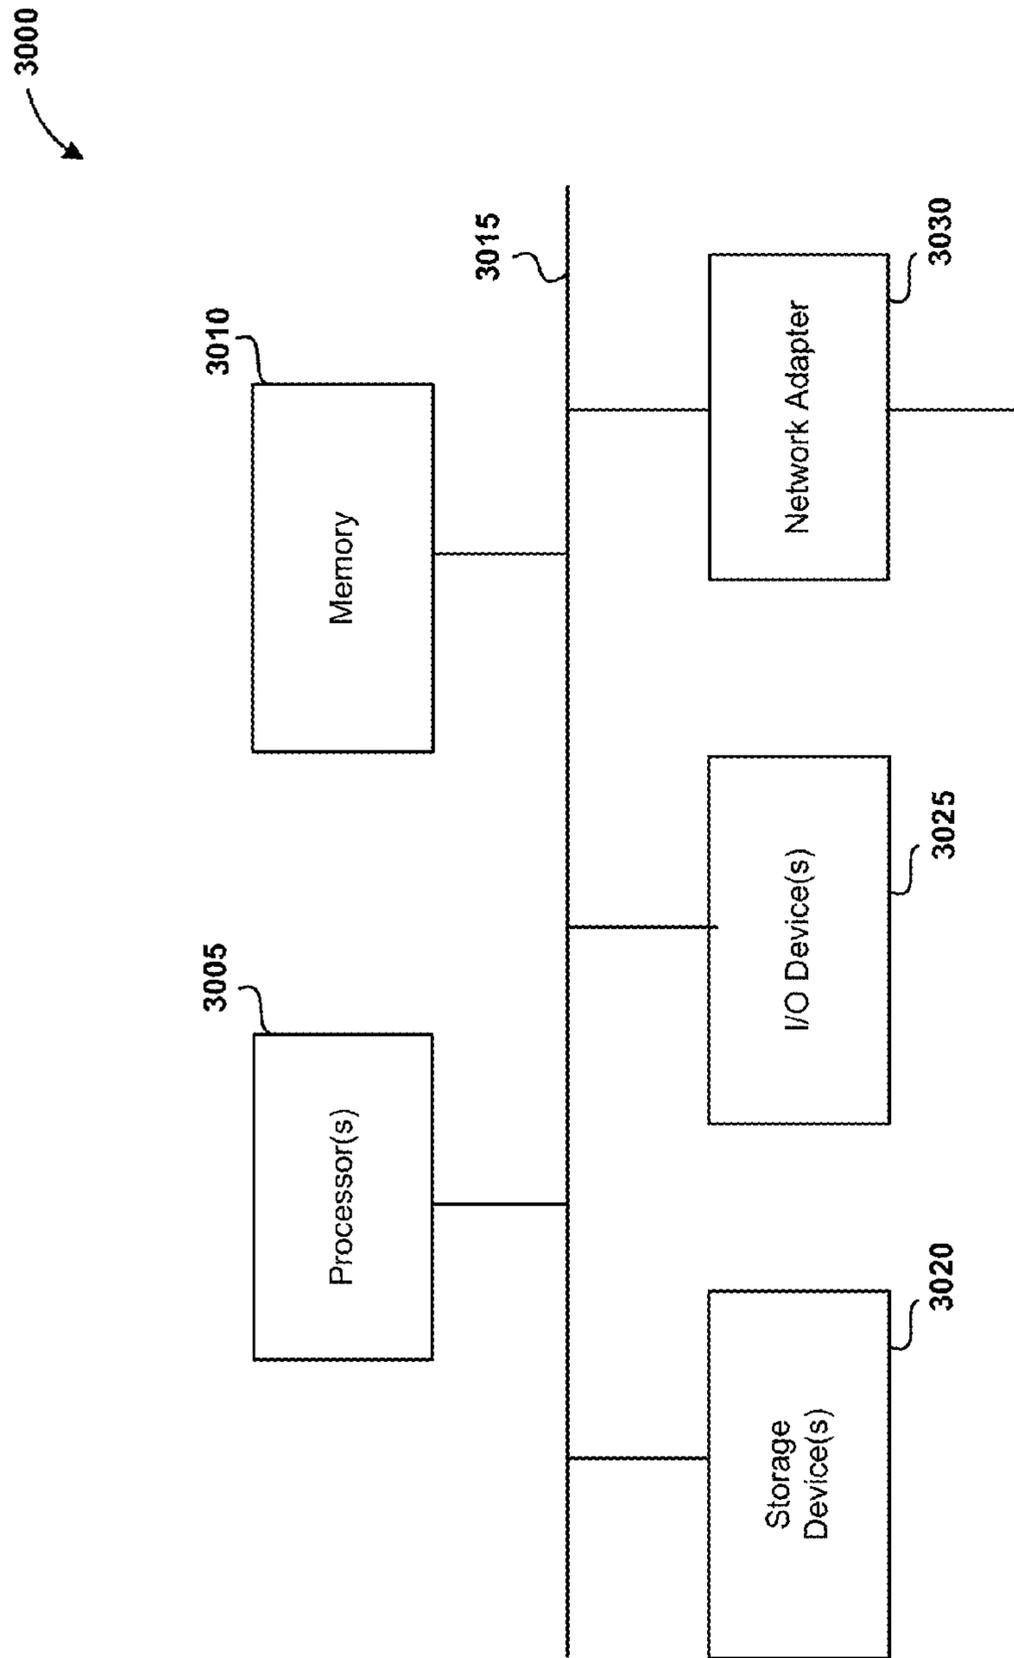 3000
3005
Processor(s)
3010
Memory
3015
Storage
Device(s)
3020
I/O Device(s)
3025
Network Adapter
3030